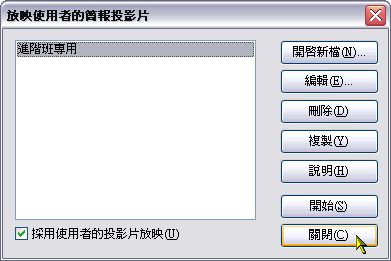 放映使用者的簡報投影片
進階班專用
開啓新檔(N)...
編輯(E)...
刪除(D)
複製(Y)
說明(H)
開始(S)
採用使用者的投影片放映(U)
關閉(C)